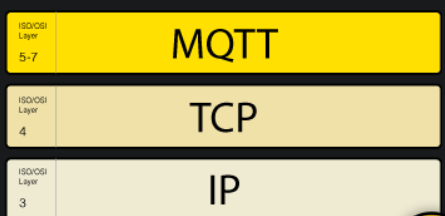 ISO/OSI
Layer
5-7
MQTT
ISO/OSI
Layer
4
TCP
ISO/OSI
Layer
3
IP